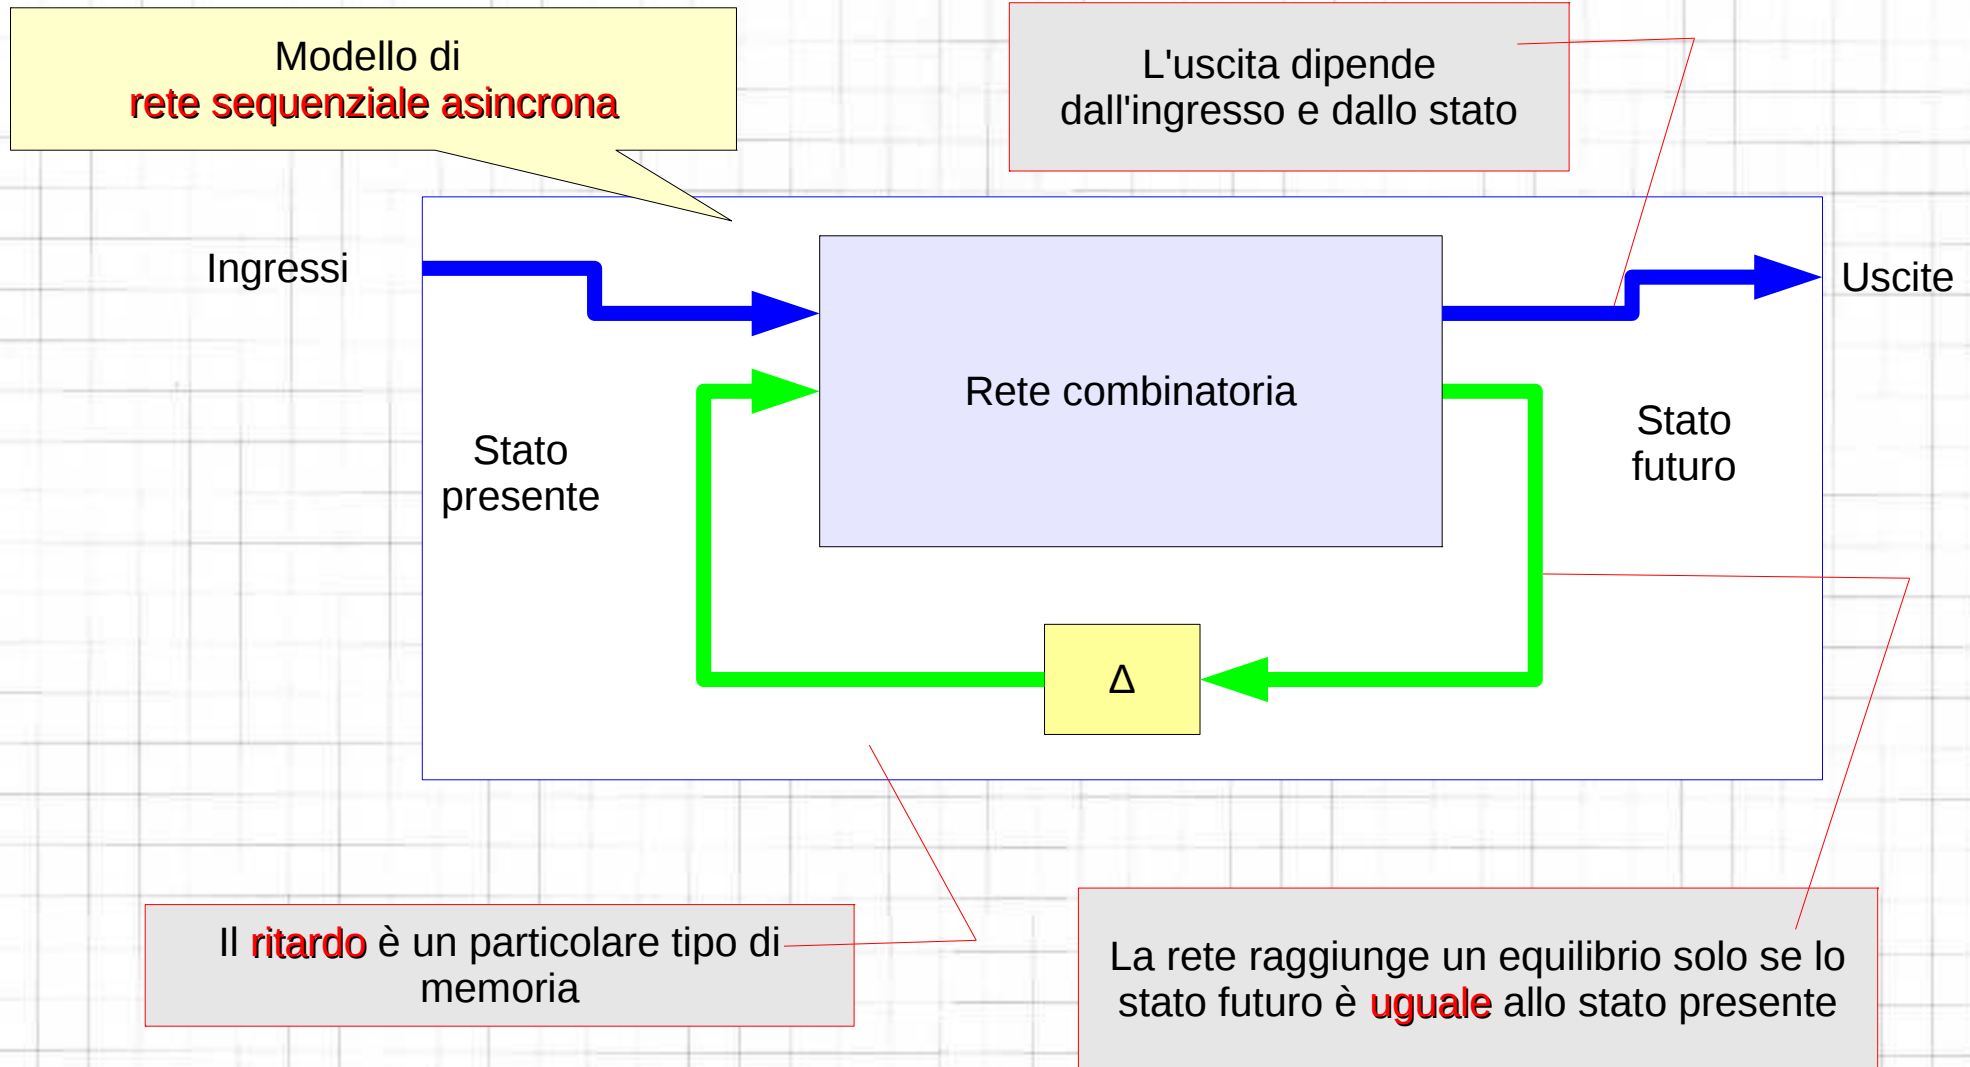 Modello di
rete sequenziale asincrona
L'uscita dipende
dall'ingresso e dallo stato
Ingressi
Uscite
Rete combinatoria
Stato
presente
Stato
futuro
Δ
Il ritardo è un particolare tipo di
memoria
La rete raggiunge un equilibrio solo se lo
stato futuro è uguale allo stato presente